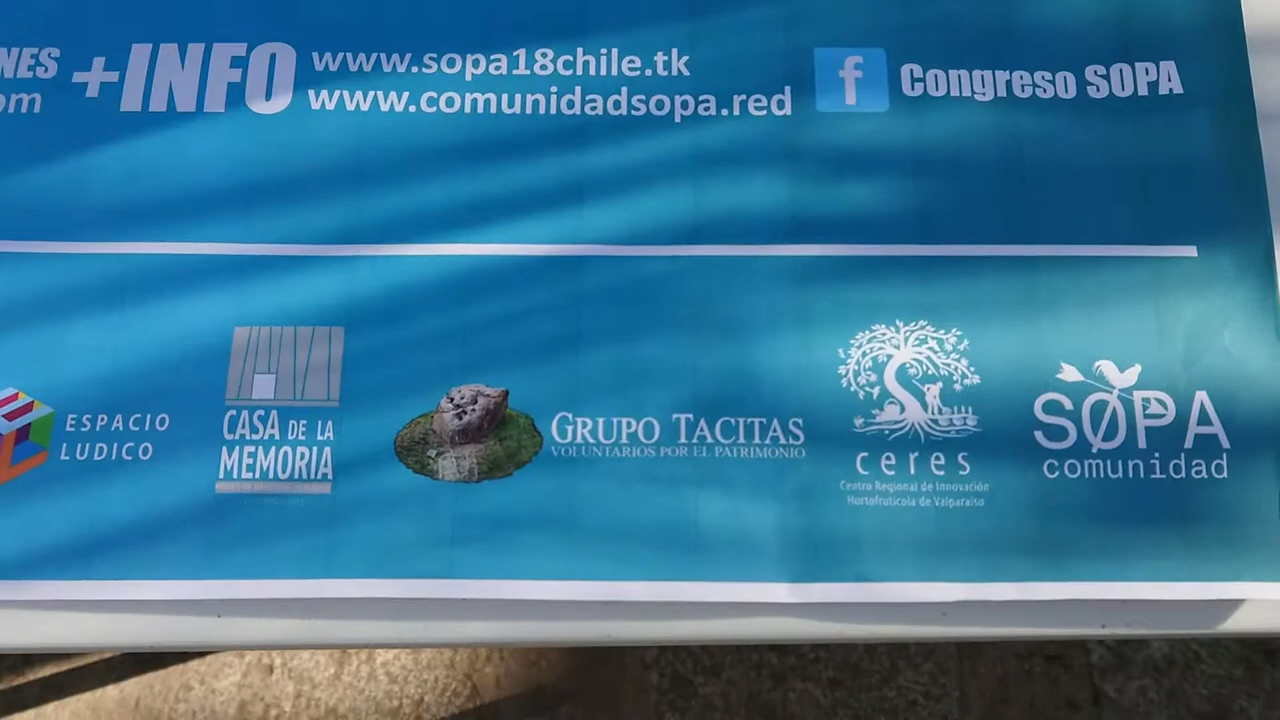 NES
om
+INFO
www.sopa18chile.tk
www.comunidadsopa.red
f
Congreso SOPA
ESPACIO
LUDICO
CASA DE LA
MEMORIA
GRUPO TACITAS
VOLUNTARIOS POR EL PATRIMONIO
ceres
Centro Regional de Innovación
Hortofrutícola de Valparaíso
SOPA
comunidad